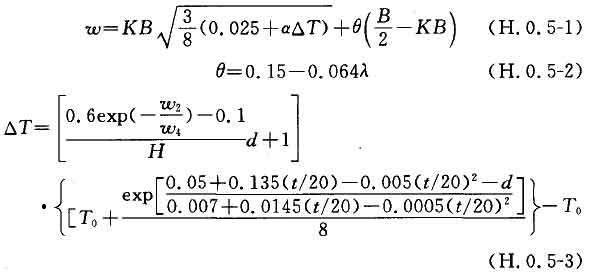 w=KB√(3/8(0.025+αΔT))+θ(B/2−KB) (H.0.5-1)
θ=0.15−0.064λ (H.0.5-2)
ΔT=[(0.6exp(−w₂/w₄)−0.1)/H d+1]
·{[T₀+exp[(0.05+0.135(t/20)−0.005(t/20)²−d)/(0.007+0.0145(t/20)−0.0005(t/20)²)]/8}−T₀
(H.0.5-3)